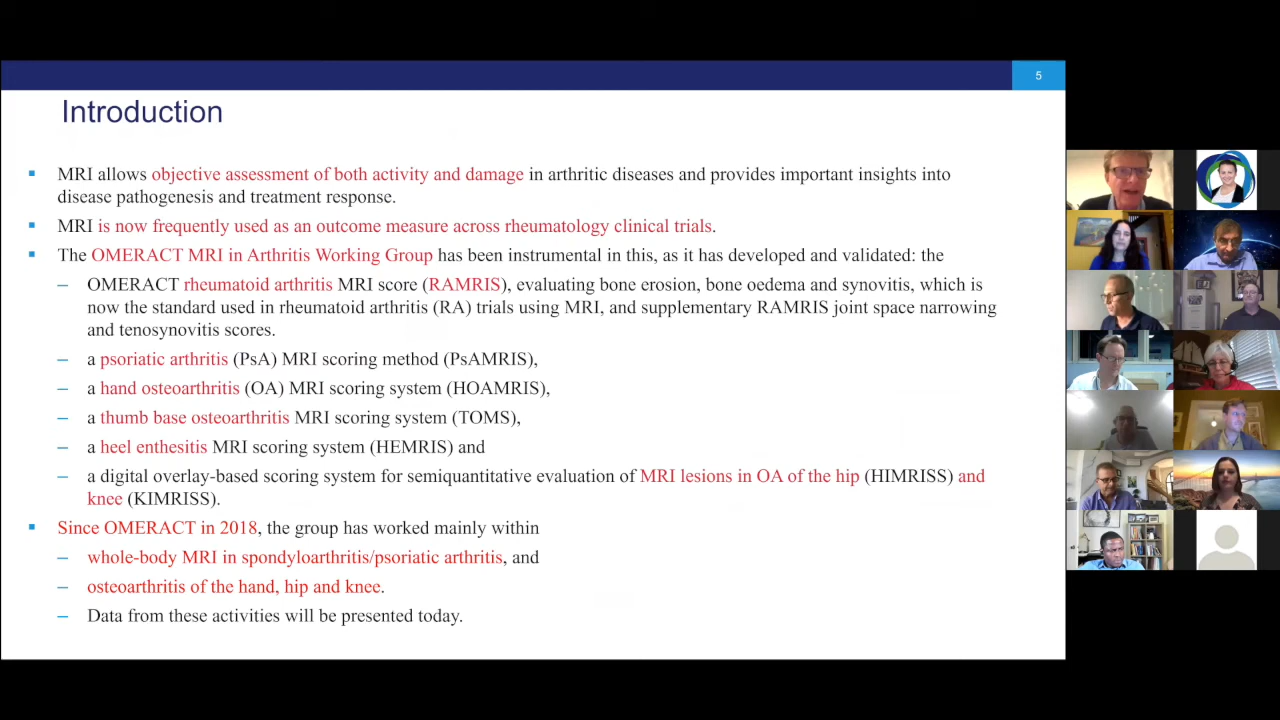 5
Introduction
▪ MRI allows objective assessment of both activity and damage in arthritic diseases and provides important insights into
disease pathogenesis and treatment response.
▪ MRI is now frequently used as an outcome measure across rheumatology clinical trials.
▪ The OMERACT MRI in Arthritis Working Group has been instrumental in this, as it has developed and validated: the
– OMERACT rheumatoid arthritis MRI score (RAMRIS), evaluating bone erosion, bone oedema and synovitis, which is
now the standard used in rheumatoid arthritis (RA) trials using MRI, and supplementary RAMRIS joint space narrowing
and tenosynovitis scores.
– a psoriatic arthritis (PsA) MRI scoring method (PsAMRIS),
– a hand osteoarthritis (OA) MRI scoring system (HOAMRIS),
– a thumb base osteoarthritis MRI scoring system (TOMS),
– a heel enthesitis MRI scoring system (HEMRIS) and
– a digital overlay-based scoring system for semiquantitative evaluation of MRI lesions in OA of the hip (HIMRISS) and
knee (KIMRISS).
▪ Since OMERACT in 2018, the group has worked mainly within
– whole-body MRI in spondyloarthritis/psoriatic arthritis, and
– osteoarthritis of the hand, hip and knee.
– Data from these activities will be presented today.